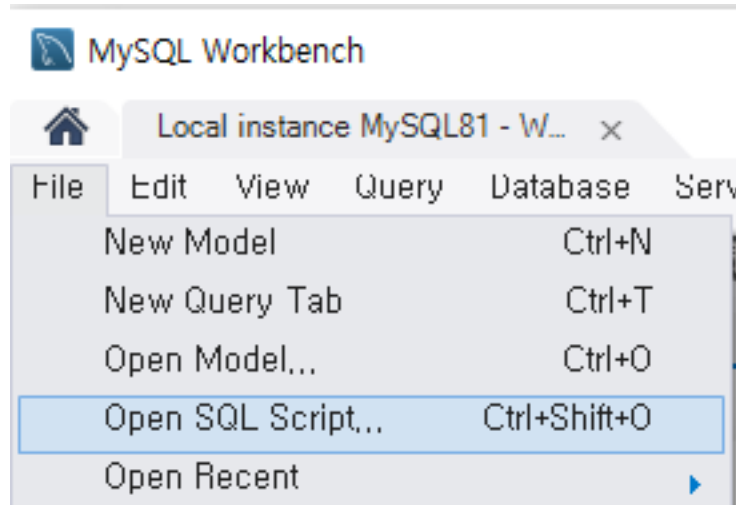 MySQL Workbench
Local instance MySQL81 - W...
File Edit View Query Database Serv
New Model Ctrl+N
New Query Tab Ctrl+T
Open Model... Ctrl+O
Open SQL Script... Ctrl+Shift+O
Open Recent